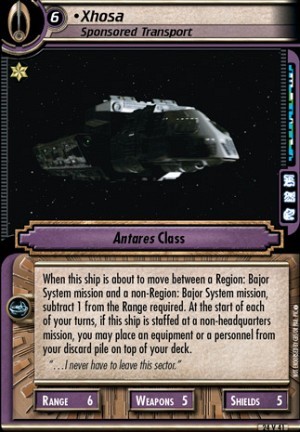 6 •Xhosa
Sponsored Transport
Antares Class
When this ship is about to move between a Region: Bajor
System mission and a non-Region: Bajor System mission,
subtract 1 from the Range required. At the start of each
of your turns, if this ship is staffed at a non-headquarters
mission, you may place an equipment or a personnel from
your discard pile on top of your deck.
“…I never have to leave this sector.”
RANGE 6 WEAPONS 5 SHIELDS 5
24 V 41